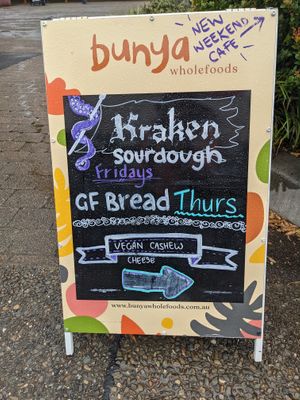 bunya
wholefoods
NEW
WEEKEND
CAFE
Kraken
Sourdough
Fridays
GF Bread Thurs
VEGAN CASHEW
CHEESE
www.bunyawholefoods.com.au